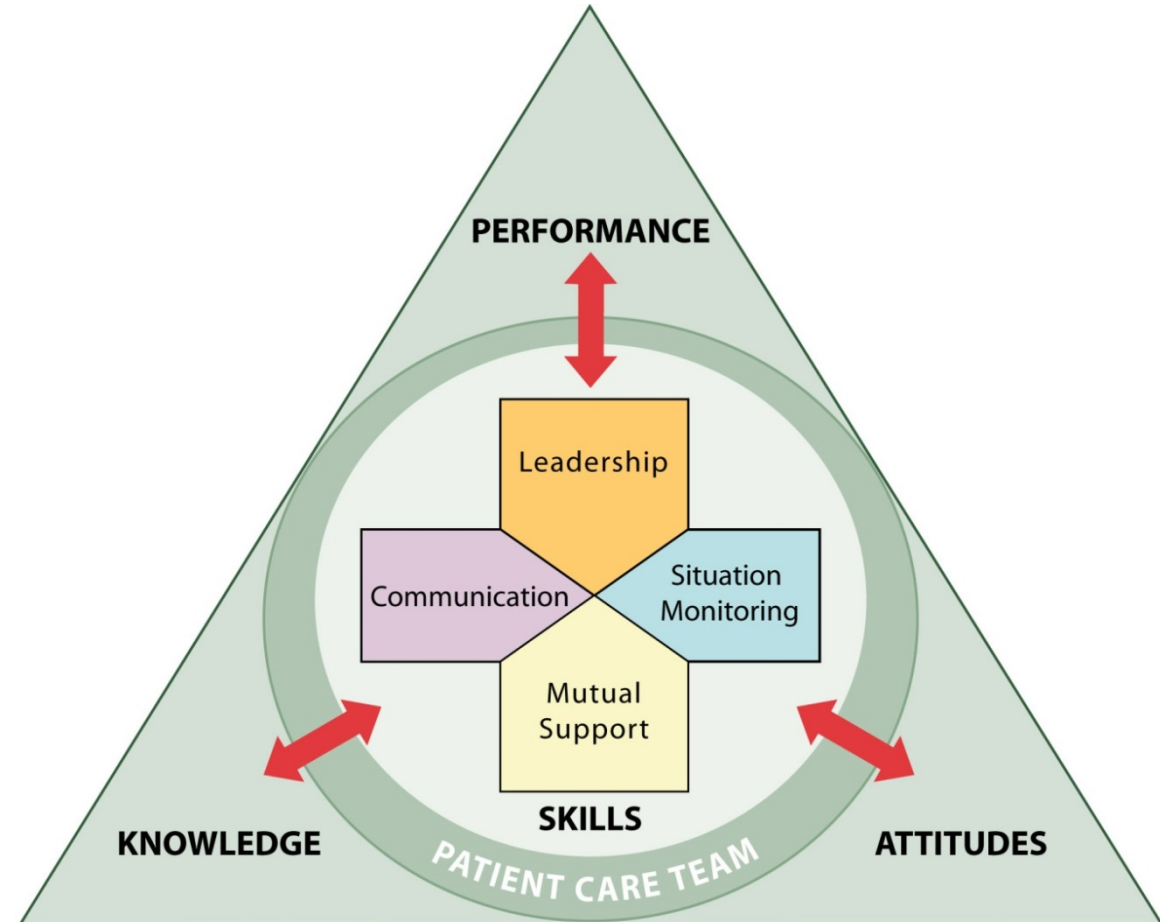 PERFORMANCE
Leadership
Communication
Situation
Monitoring
Mutual
Support
SKILLS
KNOWLEDGE
ATTITUDES
PATIENT CARE TEAM